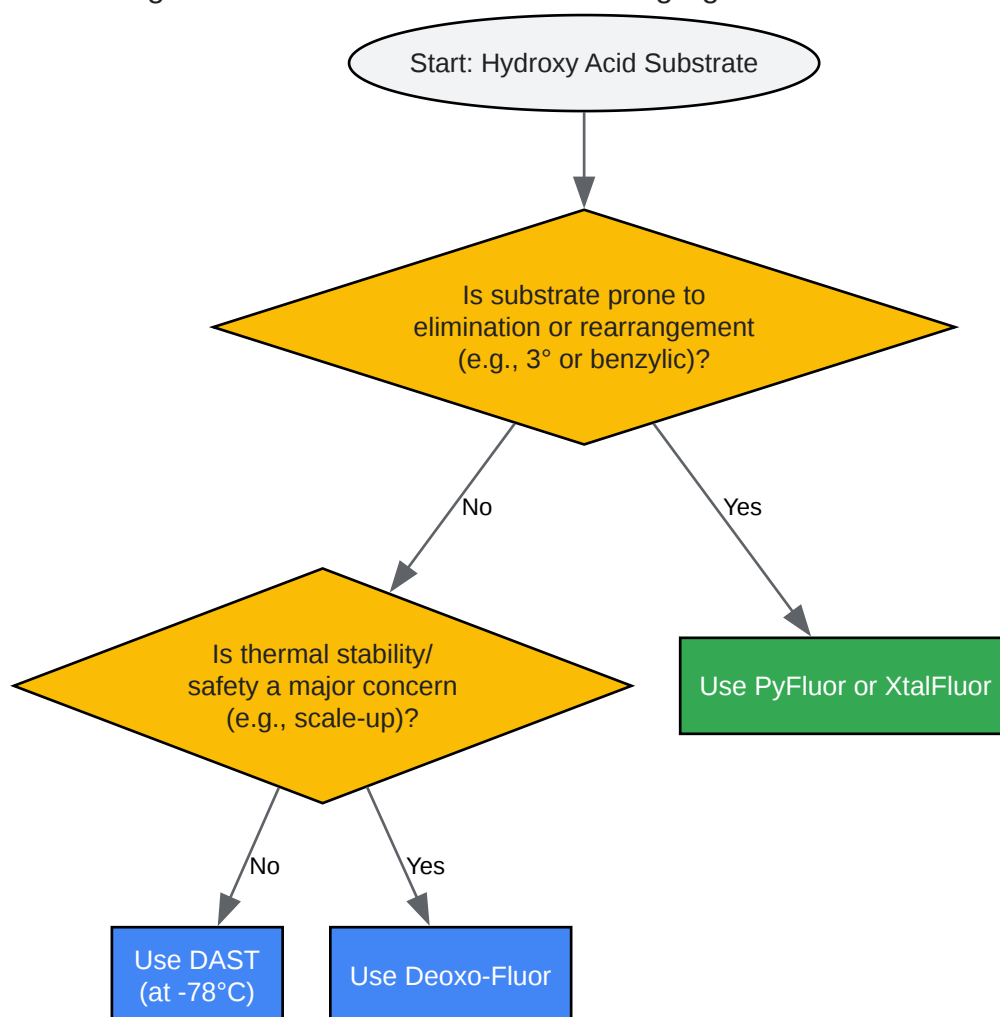 Start: Hydroxy Acid Substrate
Is substrate prone to
elimination or rearrangement
(e.g., 3° or benzylic)?
No
Yes
Is thermal stability/
safety a major concern
(e.g., scale-up)?
Use PyFluor or XtalFluor
No
Yes
Use DAST
(at -78°C)
Use Deoxo-Fluor